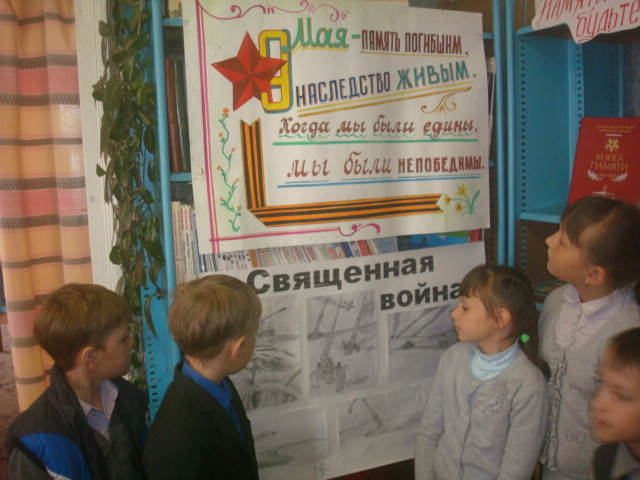 9 Мая - ПАМЯТЬ ПОГИБШИМ,
НАСЛЕДСТВО ЖИВЫМ.
Когда мы были едины,
мы были НЕПОБЕДИМЫ.
КНИГА
ПАМЯТИ
Священная
война